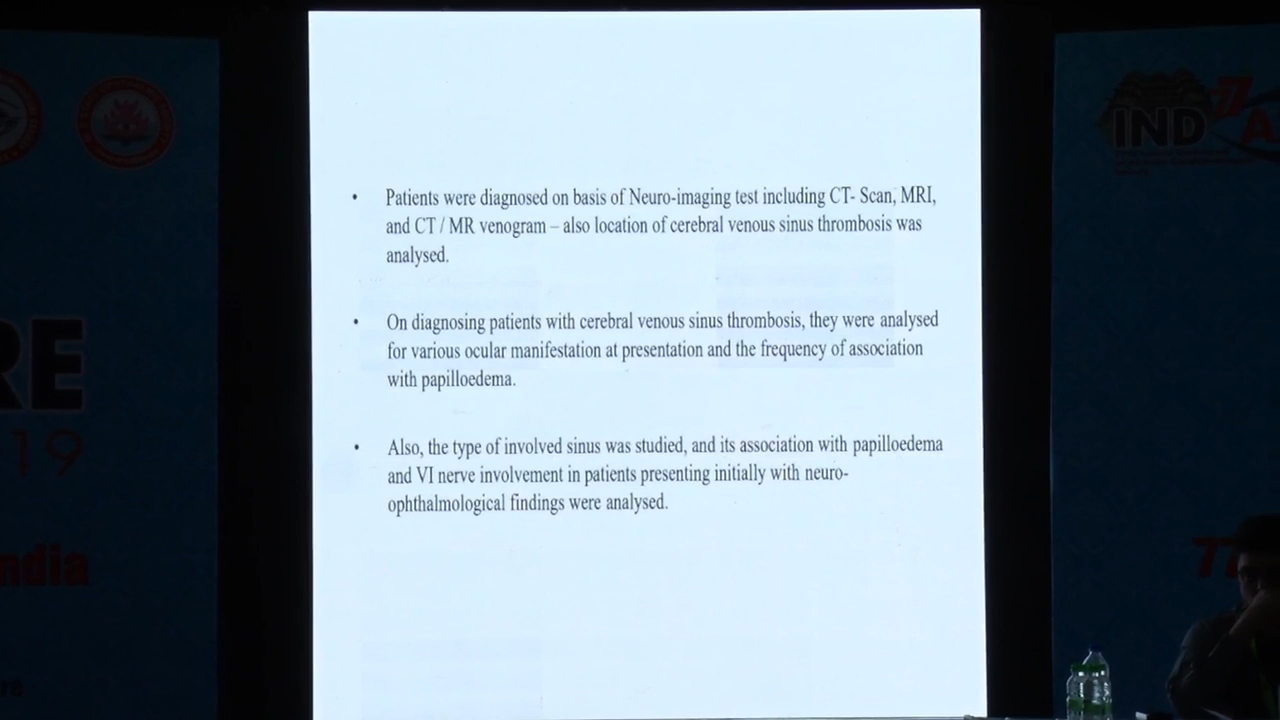 • Patients were diagnosed on basis of Neuro-imaging test including CT- Scan, MRI,
and CT / MR venogram – also location of cerebral venous sinus thrombosis was
analysed.
• On diagnosing patients with cerebral venous sinus thrombosis, they were analysed
for various ocular manifestation at presentation and the frequency of association
with papilloedema.
• Also, the type of involved sinus was studied, and its association with papilloedema
and VI nerve involvement in patients presenting initially with neuro-
ophthalmological findings were analysed.
RE
19
ndia
IND
A
77